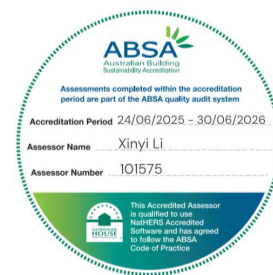 ABSA
Australian Building
Sustainability Accreditation
Assessments completed within the accreditation
period are part of the ABSA quality audit system
Accreditation Period 24/06/2025 - 30/06/2026
Assessor Name Xinyi Li
Assessor Number 101575
This Accredited Assessor
is qualified to use
NatHERS Accredited
Software and has agreed
to follow the ABSA
Code of Practice
HOUSE